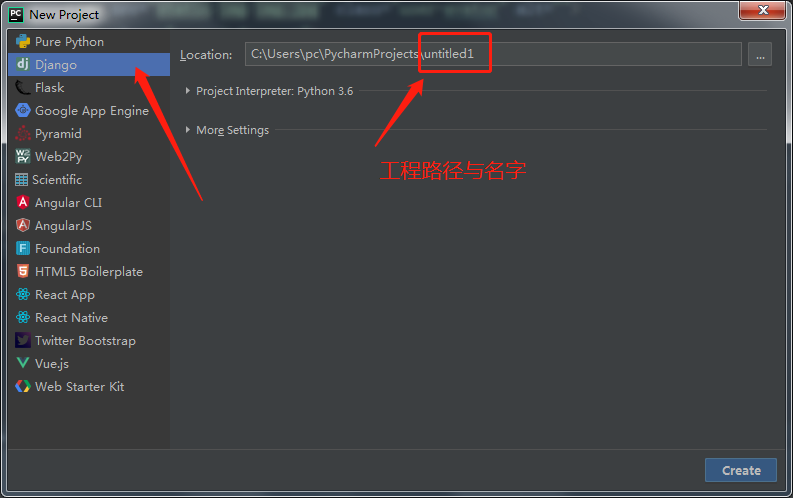 New Project
Pure Python
Django
Flask
Google App Engine
Pyramid
Web2Py
Scientific
Angular CLI
AngularJS
Foundation
HTML5 Boilerplate
React App
React Native
Twitter Bootstrap
Vue.js
Web Starter Kit
Location: C:\Users\pc\PycharmProjects\untitled1 ...
Project Interpreter: Python 3.6
More Settings
工程路径与名字
Create